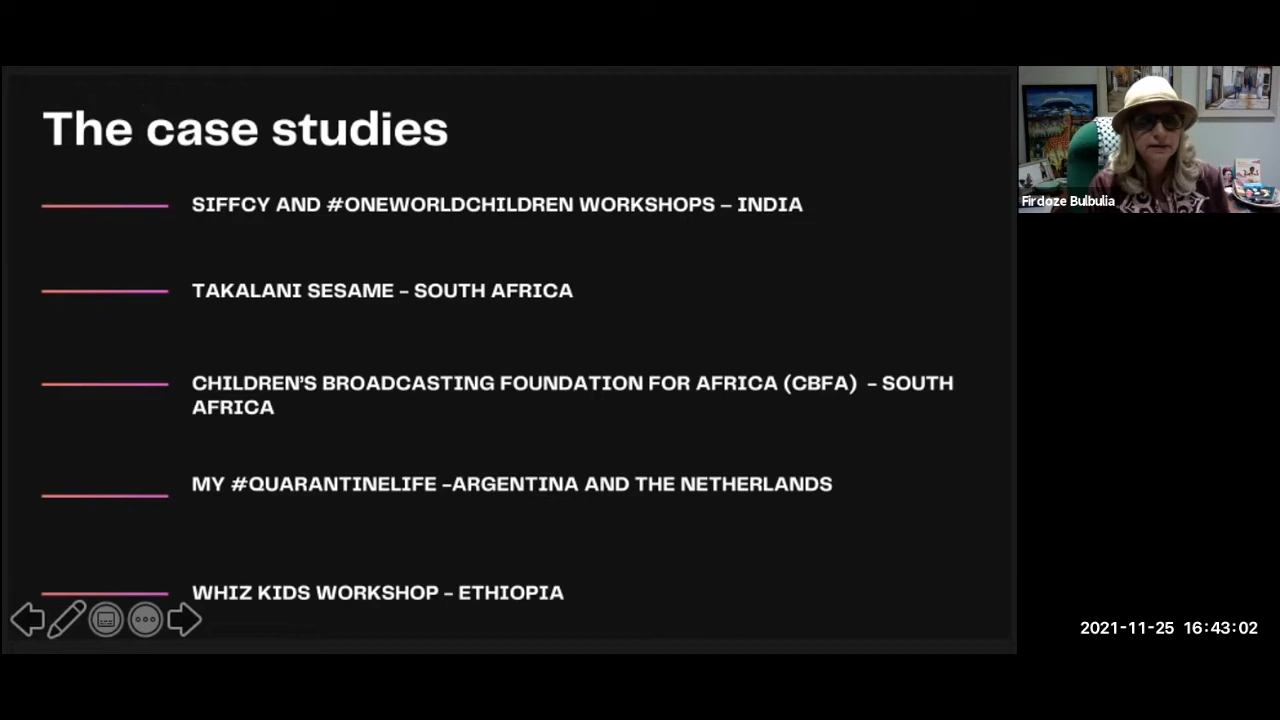 The case studies
SIFFCY AND #ONEWORLDCHILDREN WORKSHOPS – INDIA
TAKALANI SESAME – SOUTH AFRICA
CHILDREN'S BROADCASTING FOUNDATION FOR AFRICA (CBFA)  – SOUTH
AFRICA
MY #QUARANTINELIFE –ARGENTINA AND THE NETHERLANDS
WHIZ KIDS WORKSHOP – ETHIOPIA
Firdoze Bulbulia
2021-11-25 16:43:02